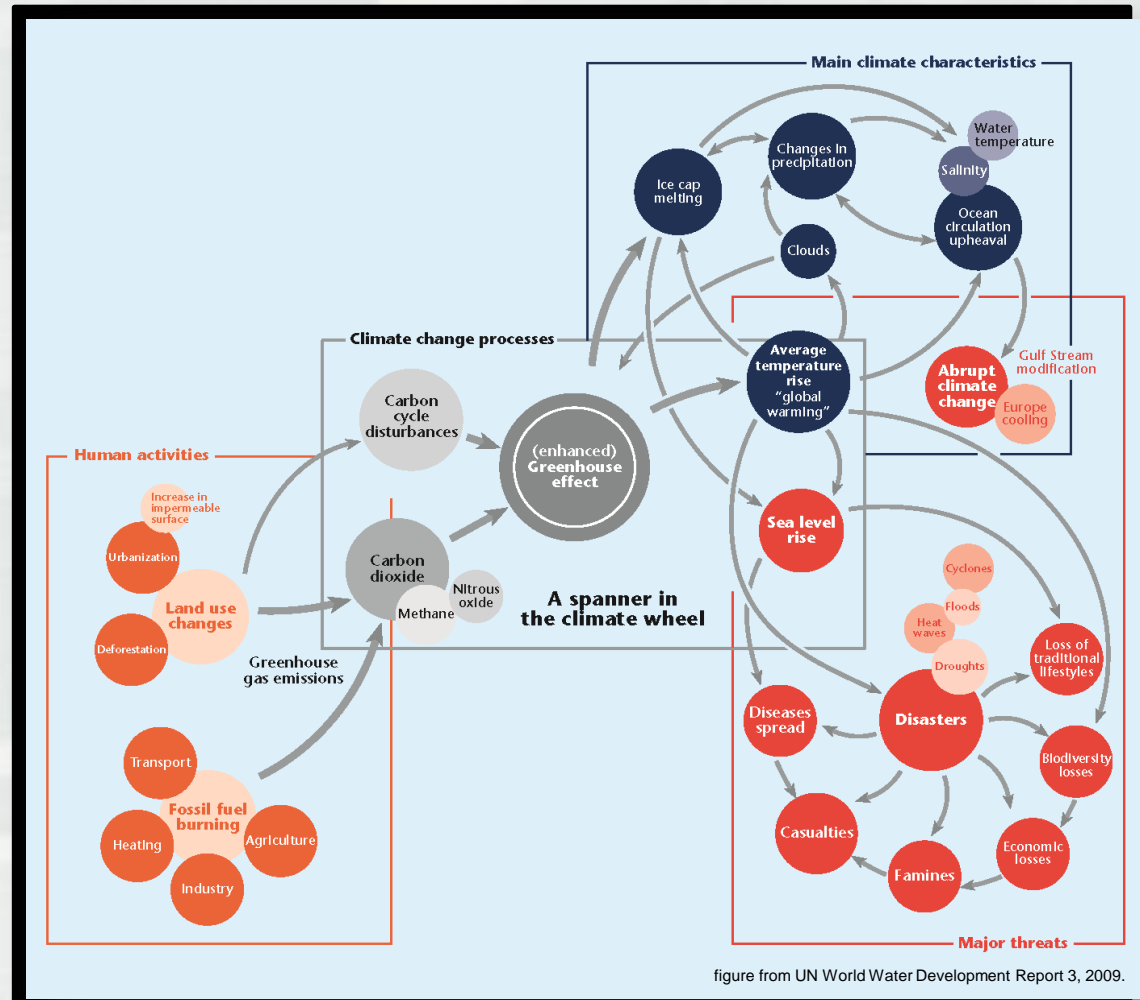 Main climate characteristics
Water
temperature
Changes in
precipitation
Salinity
Ice cap
melting
Ocean
circulation
upheaval
Clouds
Climate change processes
Average
temperature
rise
“global
warming”
Gulf Stream
modification
Abrupt
climate
change
Europe
cooling
Carbon
cycle
disturbances
(enhanced)
Greenhouse
effect
Human activities
Increase in
impermeable
surface
Urbanization
Land use
changes
Deforestation
Carbon
dioxide
Methane
Nitrous
oxide
A spanner in
the climate wheel
Greenhouse
gas emissions
Sea level
rise
Cyclones
Floods
Heat
waves
Droughts
Loss of
traditional
lifestyles
Diseases
spread
Disasters
Biodiversity
losses
Transport
Fossil fuel
burning
Heating
Agriculture
Industry
Casualties
Economic
losses
Famines
Major threats
figure from UN World Water Development Report 3, 2009.